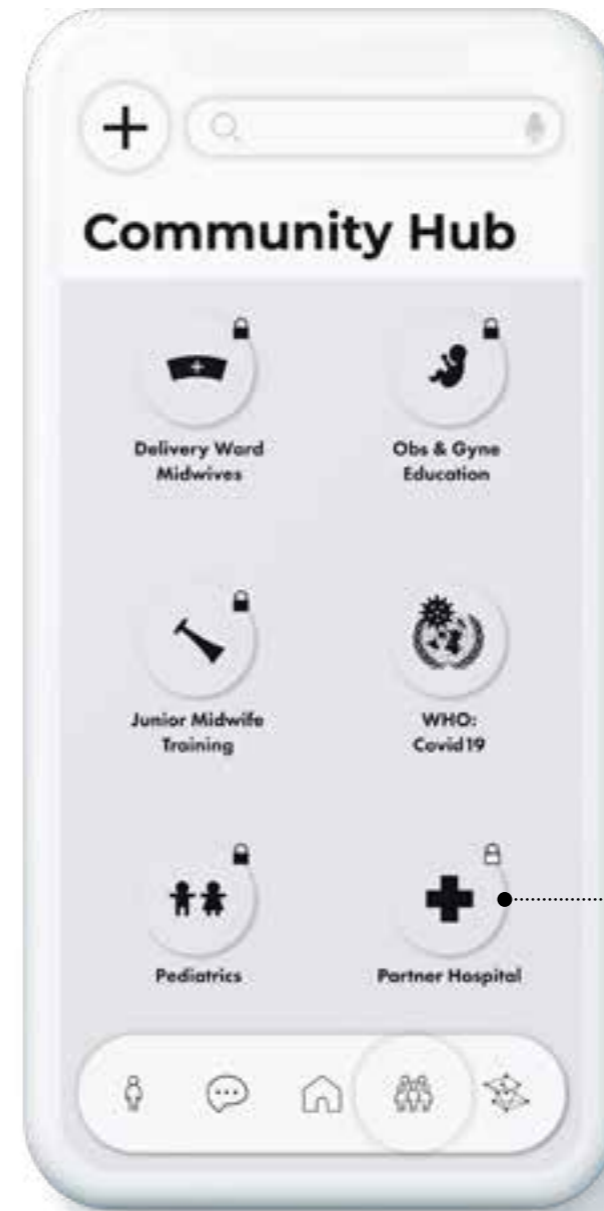 Community Hub
Delivery Ward
Midwives
Obs & Gyne
Education
Junior Midwife
Training
WHO:
Covid19
Pediatrics
Partner Hospital